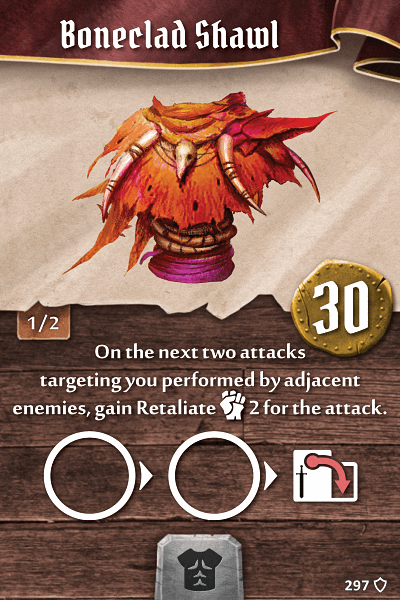 Boneclad Shawl
30
1/2
On the next two attacks
targeting you performed by adjacent
enemies, gain Retaliate 2 for the attack.
297